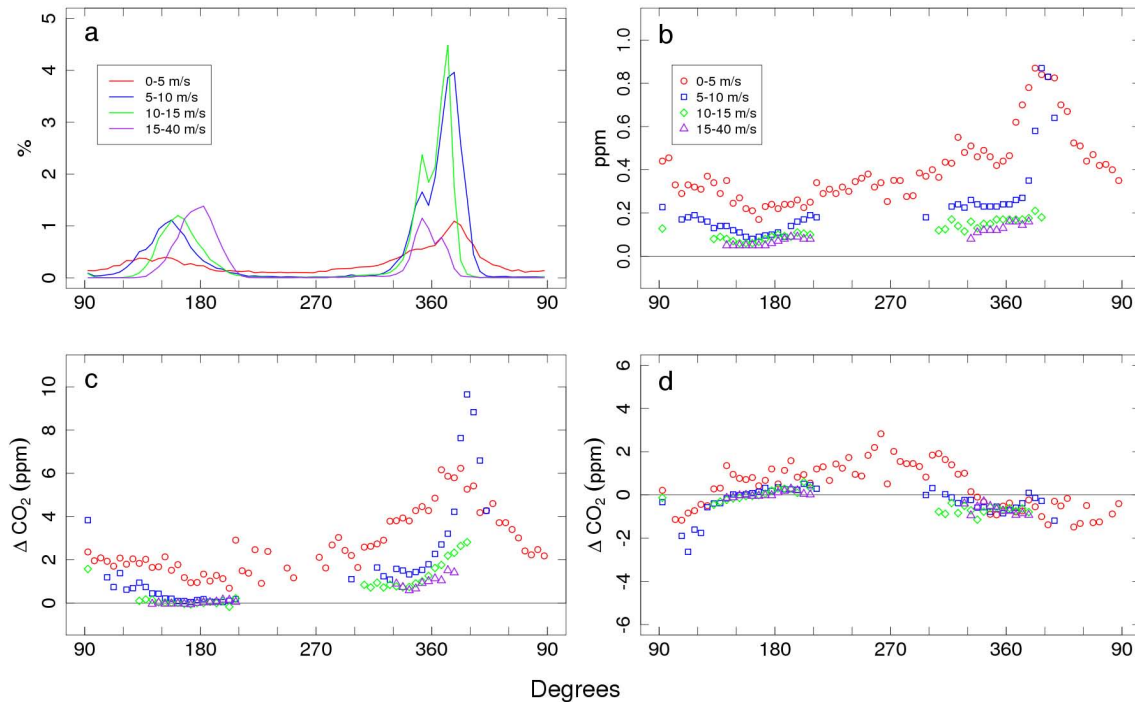 a
5
4
3
2
1
0
%
0-5 m/s
5-10 m/s
10-15 m/s
15-40 m/s
90 180 270 360 90
b
1.0
0.8
0.6
0.4
0.2
0.0
ppm
0-5 m/s
5-10 m/s
10-15 m/s
15-40 m/s
90 180 270 360 90
c
10
8
6
4
2
0
Δ CO₂ (ppm)
90 180 270 360 90
d
6
4
2
0
-2
-4
-6
Δ CO₂ (ppm)
90 180 270 360 90
Degrees